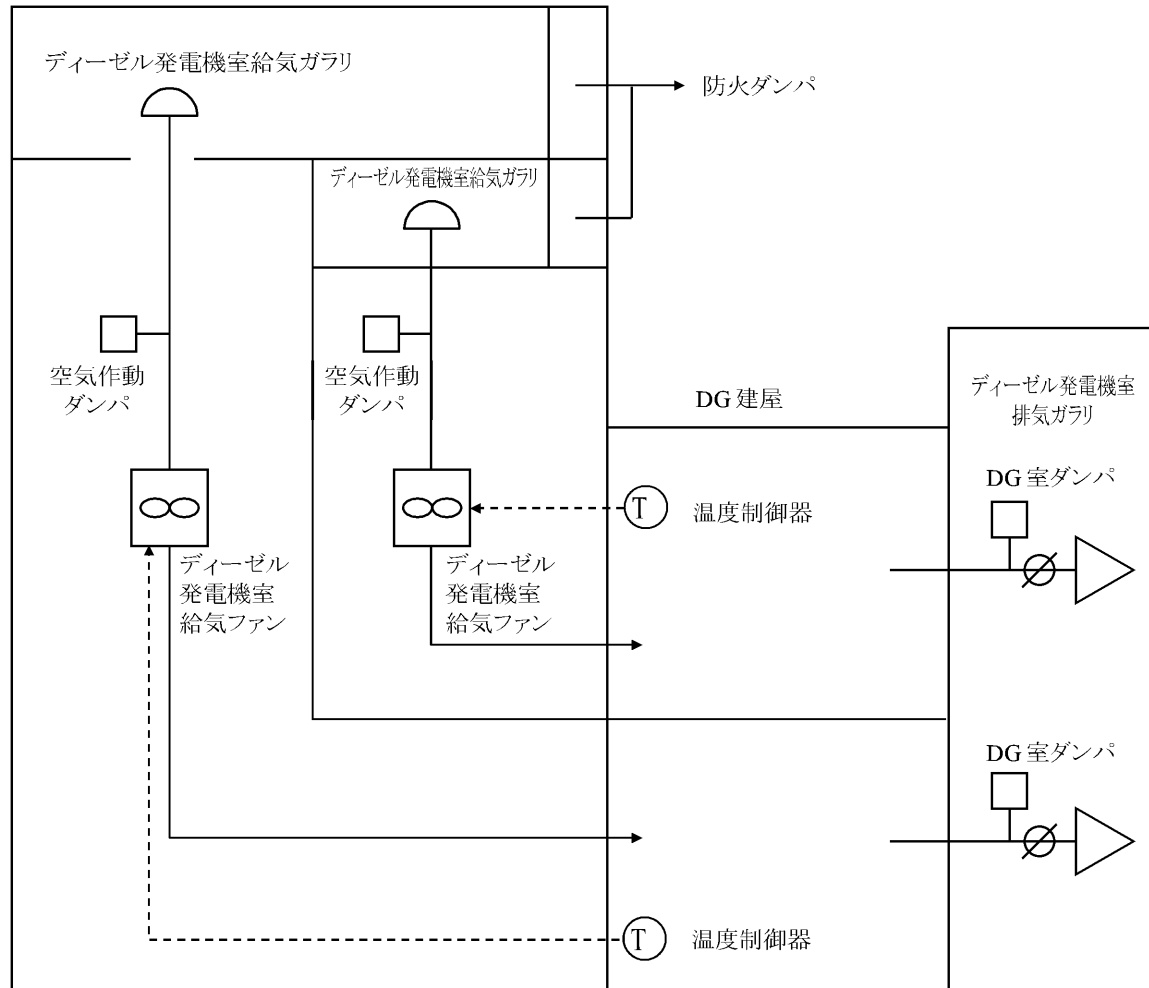 ディーゼル発電機室給気ガラリ
防火ダンパ
ディーゼル発電機室給気ガラリ
空気作動
ダンパ
空気作動
ダンパ
DG 建屋
ディーゼル発電機室
排気ガラリ
DG 室ダンパ
T
温度制御器
ディーゼル
発電機室
給気ファン
ディーゼル
発電機室
給気ファン
DG 室ダンパ
T
温度制御器